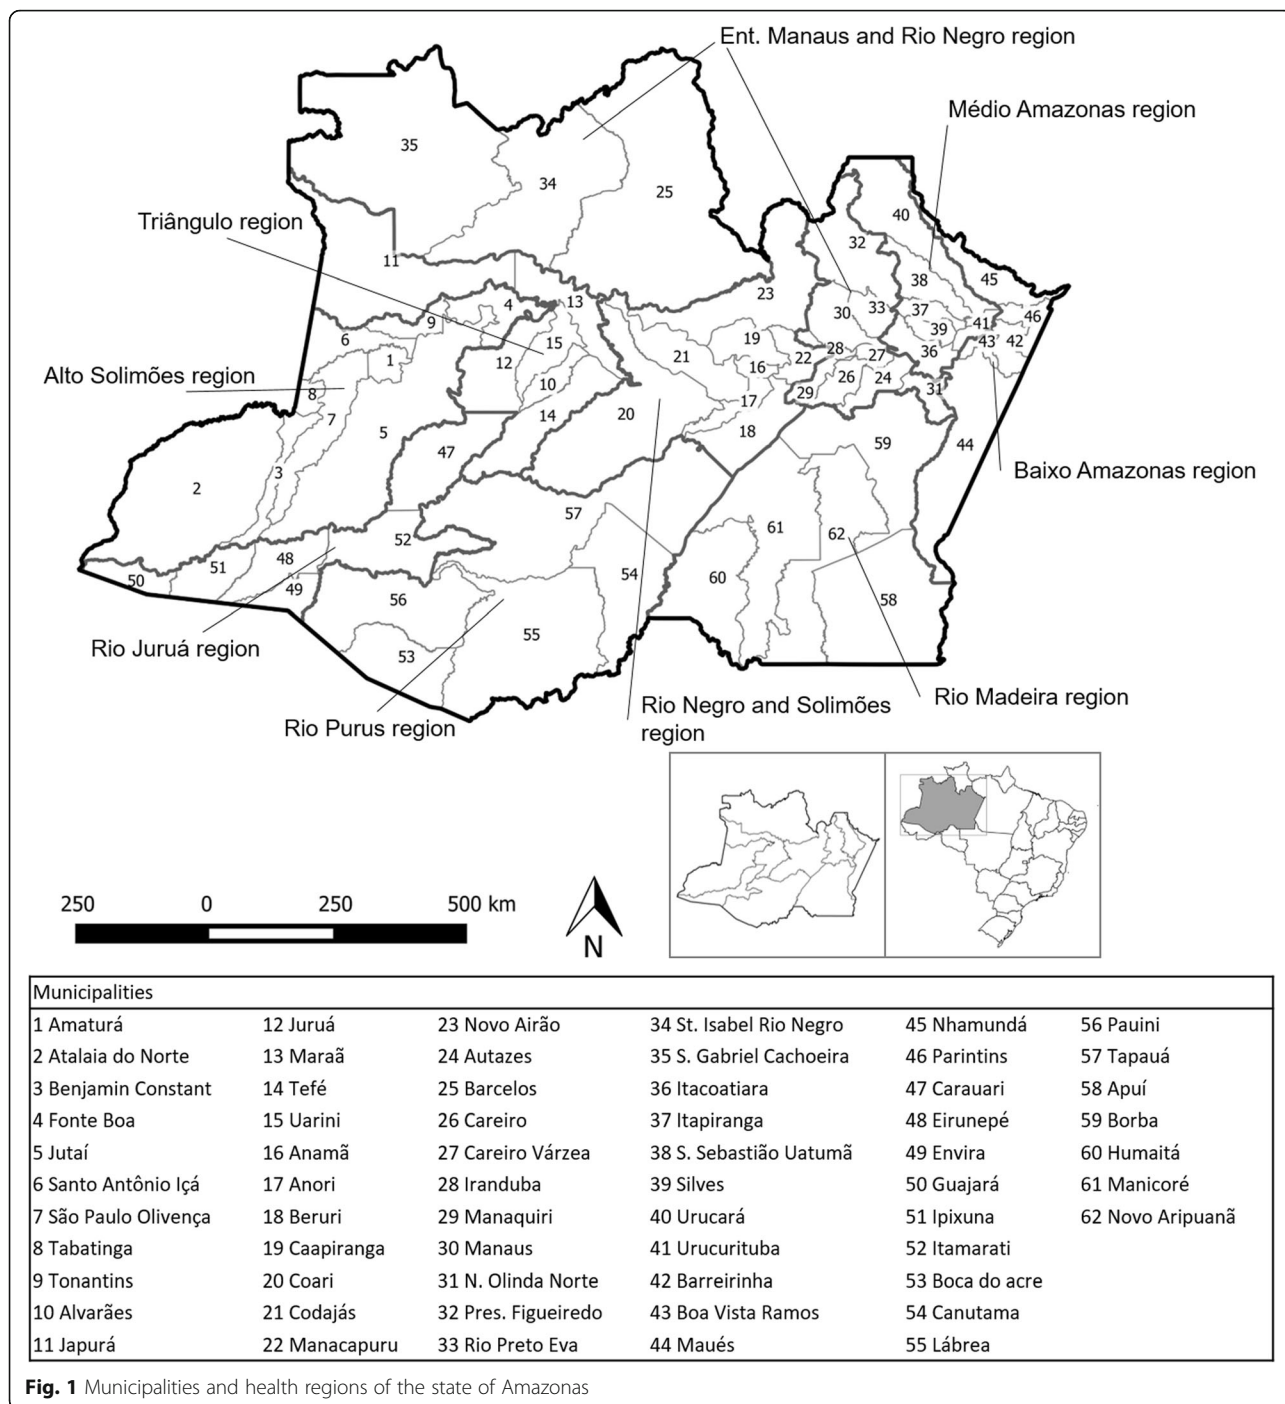 Ent. Manaus and Rio Negro region
Médio Amazonas region
Triângulo region
Alto Solimões region
Baixo Amazonas region
Rio Juruá region
Rio Purus region
Rio Negro and Solimões
region
Rio Madeira region
35
34
25
40
32
11
38
45
23
4
13
30
33
37
46
9
6
19
39
41
15
1
12
21
16
22
28
27
36
43
42
8
10
26
24
29
31
7
14
20
17
5
18
59
44
47
3
2
57
61
62
52
48
51
50
49
54
60
56
58
55
53
250 0 250 500 km
N
Municipalities
1 Amaturá 12 Juruá 23 Novo Airão 34 St. Isabel Rio Negro 45 Nhamundá 56 Pauini
2 Atalaia do Norte 13 Maraã 24 Autazes 35 S. Gabriel Cachoeira 46 Parintins 57 Tapauá
3 Benjamin Constant 14 Tefé 25 Barcelos 36 Itacoatiara 47 Carauari 58 Apuí
4 Fonte Boa 15 Uarini 26 Careiro 37 Itapiranga 48 Eirunepé 59 Borba
5 Jutaí 16 Anamã 27 Careiro Várzea 38 S. Sebastião Uatumã 49 Envira 60 Humaitá
6 Santo Antônio Içá 17 Anori 28 Iranduba 39 Silves 50 Guajará 61 Manicoré
7 São Paulo Olivença 18 Beruri 29 Manaquiri 40 Urucará 51 Ipixuna 62 Novo Aripuanã
8 Tabatinga 19 Caapiranga 30 Manaus 41 Urucurituba 52 Itamarati
9 Tonantins 20 Coari 31 N. Olinda Norte 42 Barreirinha 53 Boca do acre
10 Alvarães 21 Codajás 32 Pres. Figueiredo 43 Boa Vista Ramos 54 Canutama
11 Japurá 22 Manacapuru 33 Rio Preto Eva 44 Maués 55 Lábrea
Fig. 1 Municipalities and health regions of the state of Amazonas